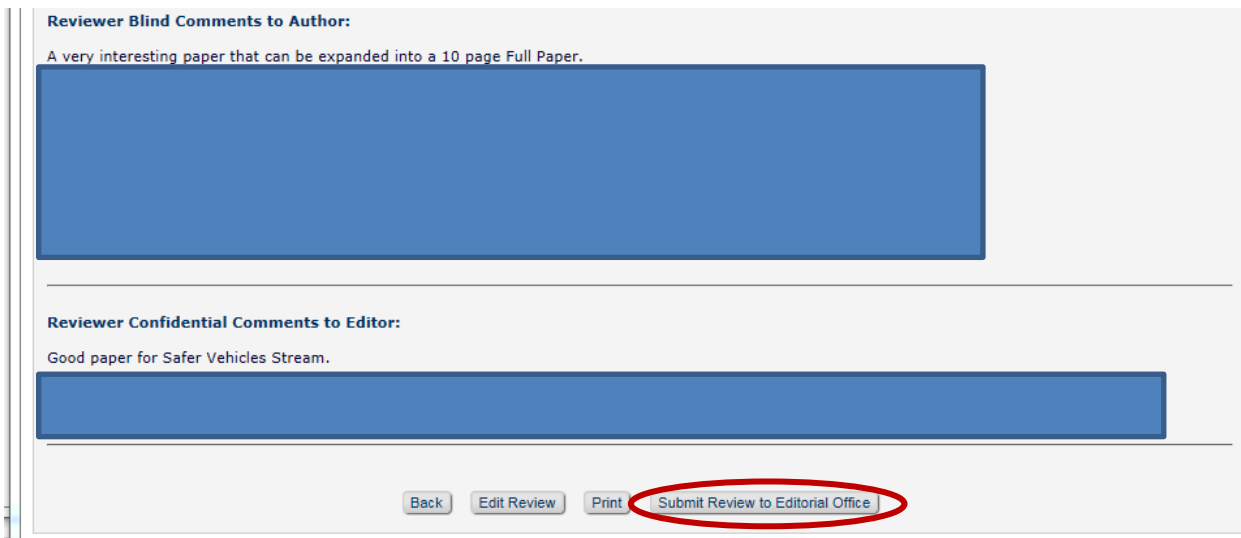 Reviewer Blind Comments to Author:
A very interesting paper that can be expanded into a 10 page Full Paper.
Reviewer Confidential Comments to Editor:
Good paper for Safer Vehicles Stream.
Back Edit Review Print Submit Review to Editorial Office